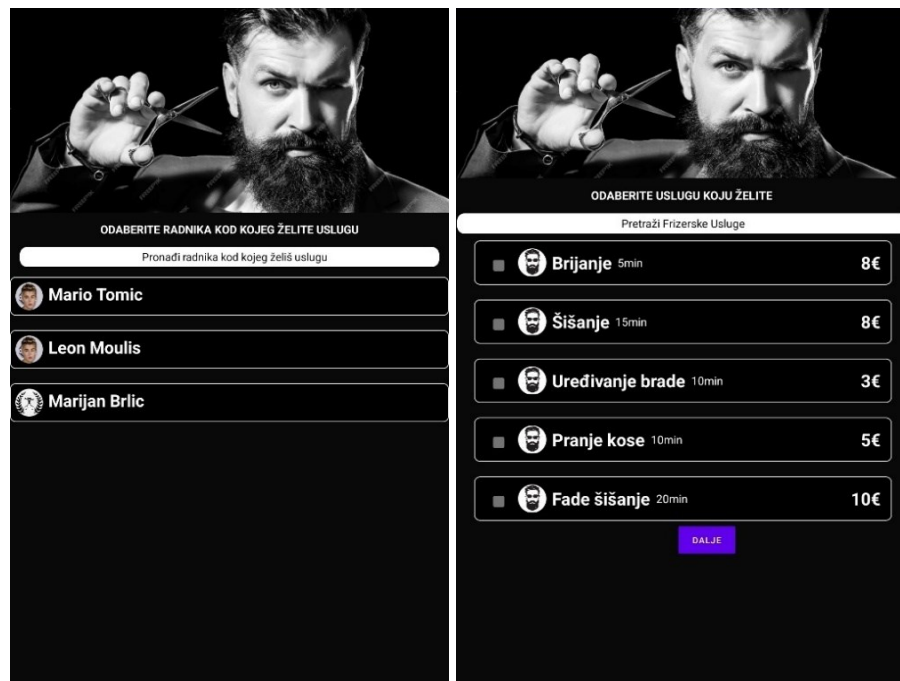 ODABERITE RADNIKA KOD KOJEG ŽELITE USLUGU
Pronađi radnika kod kojeg želiš uslugu
Mario Tomic
Leon Moulis
Marijan Brlic
ODABERITE USLUGU KOJU ŽELITE
Pretraži Frizerske Usluge
Brijanje 5min 8€
Šišanje 15min 8€
Uređivanje brade 10min 3€
Pranje kose 10min 5€
Fade šišanje 20min 10€
DALJE